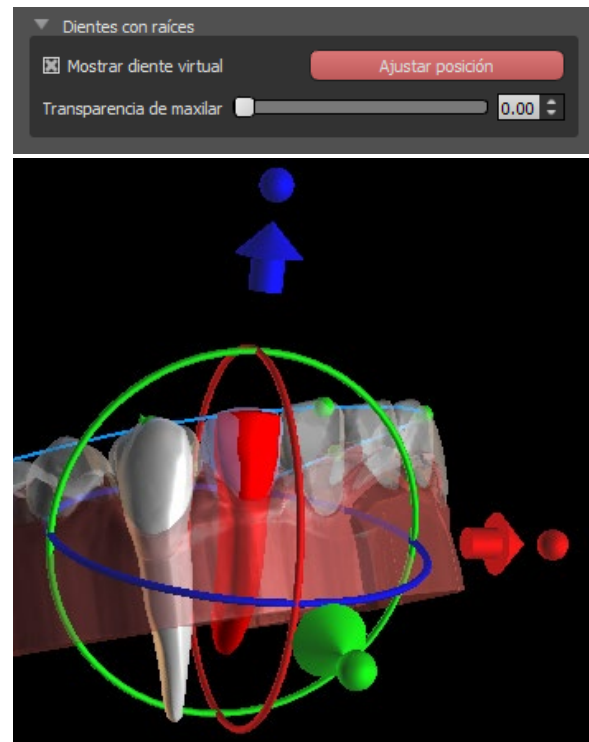 Dientes con raíces
Mostrar diente virtual
Ajustar posición
Transparencia de maxilar
0.00